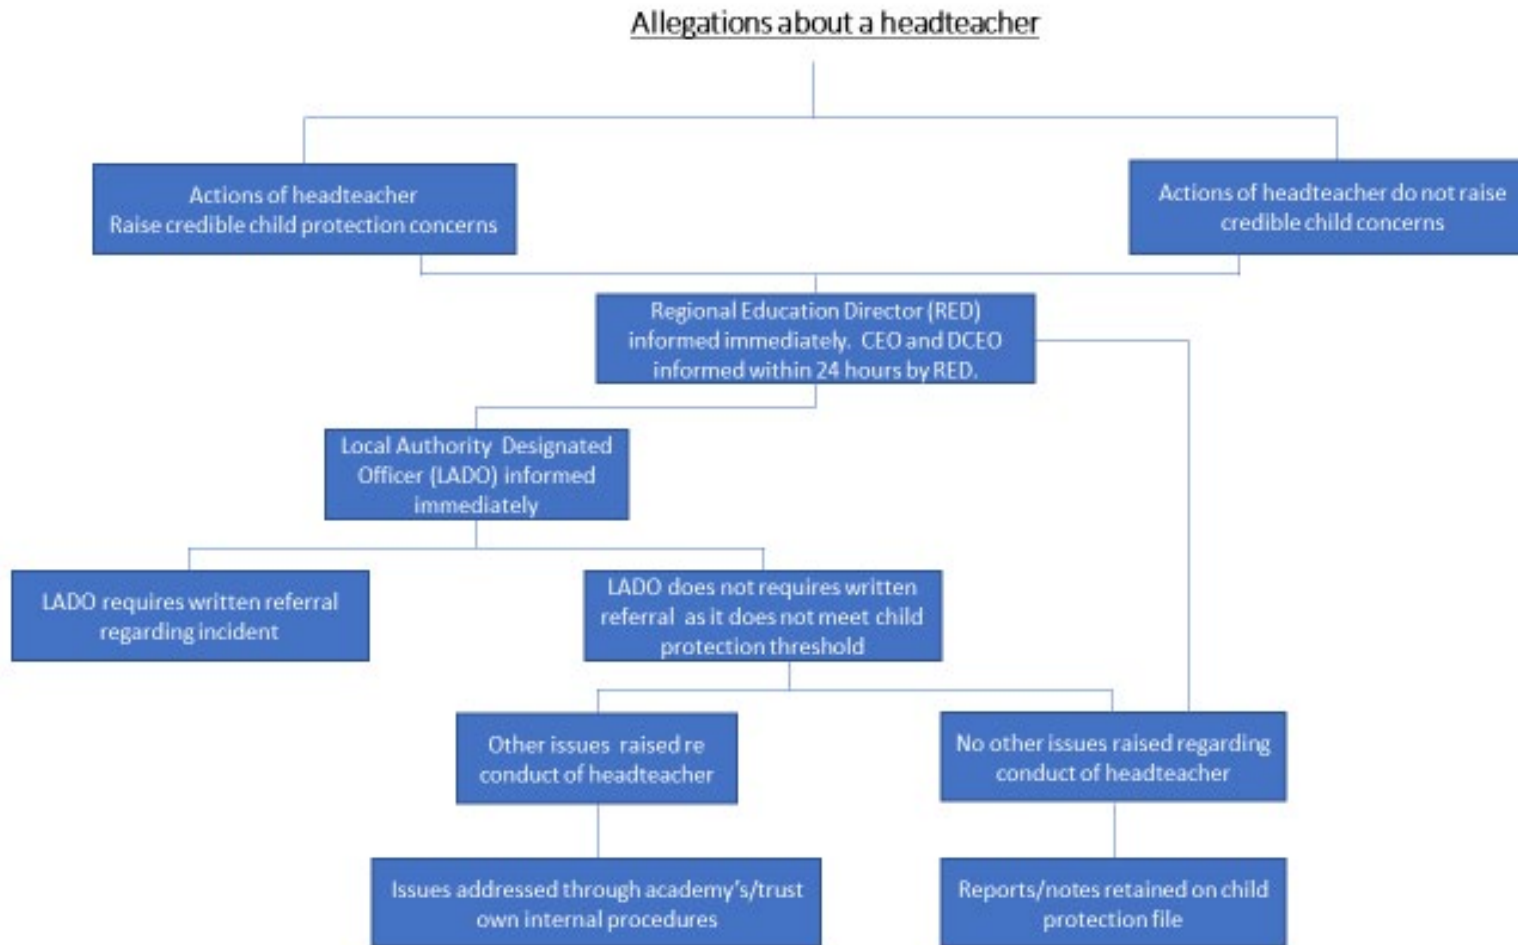 Allegations about a headteacher
Actions of headteacher
Raise credible child protection concerns
Actions of headteacher do not raise
credible child concerns
Regional Education Director (RED)
informed immediately. CEO and DCEO
informed within 24 hours by RED.
Local Authority Designated
Officer (LADO) informed
immediately
LADO requires written referral
regarding incident
LADO does not requires written
referral as it does not meet child
protection threshold
Other issues raised re
conduct of headteacher
No other issues raised regarding
conduct of headteacher
Issues addressed through academy's/trust
own internal procedures
Reports/notes retained on child
protection file